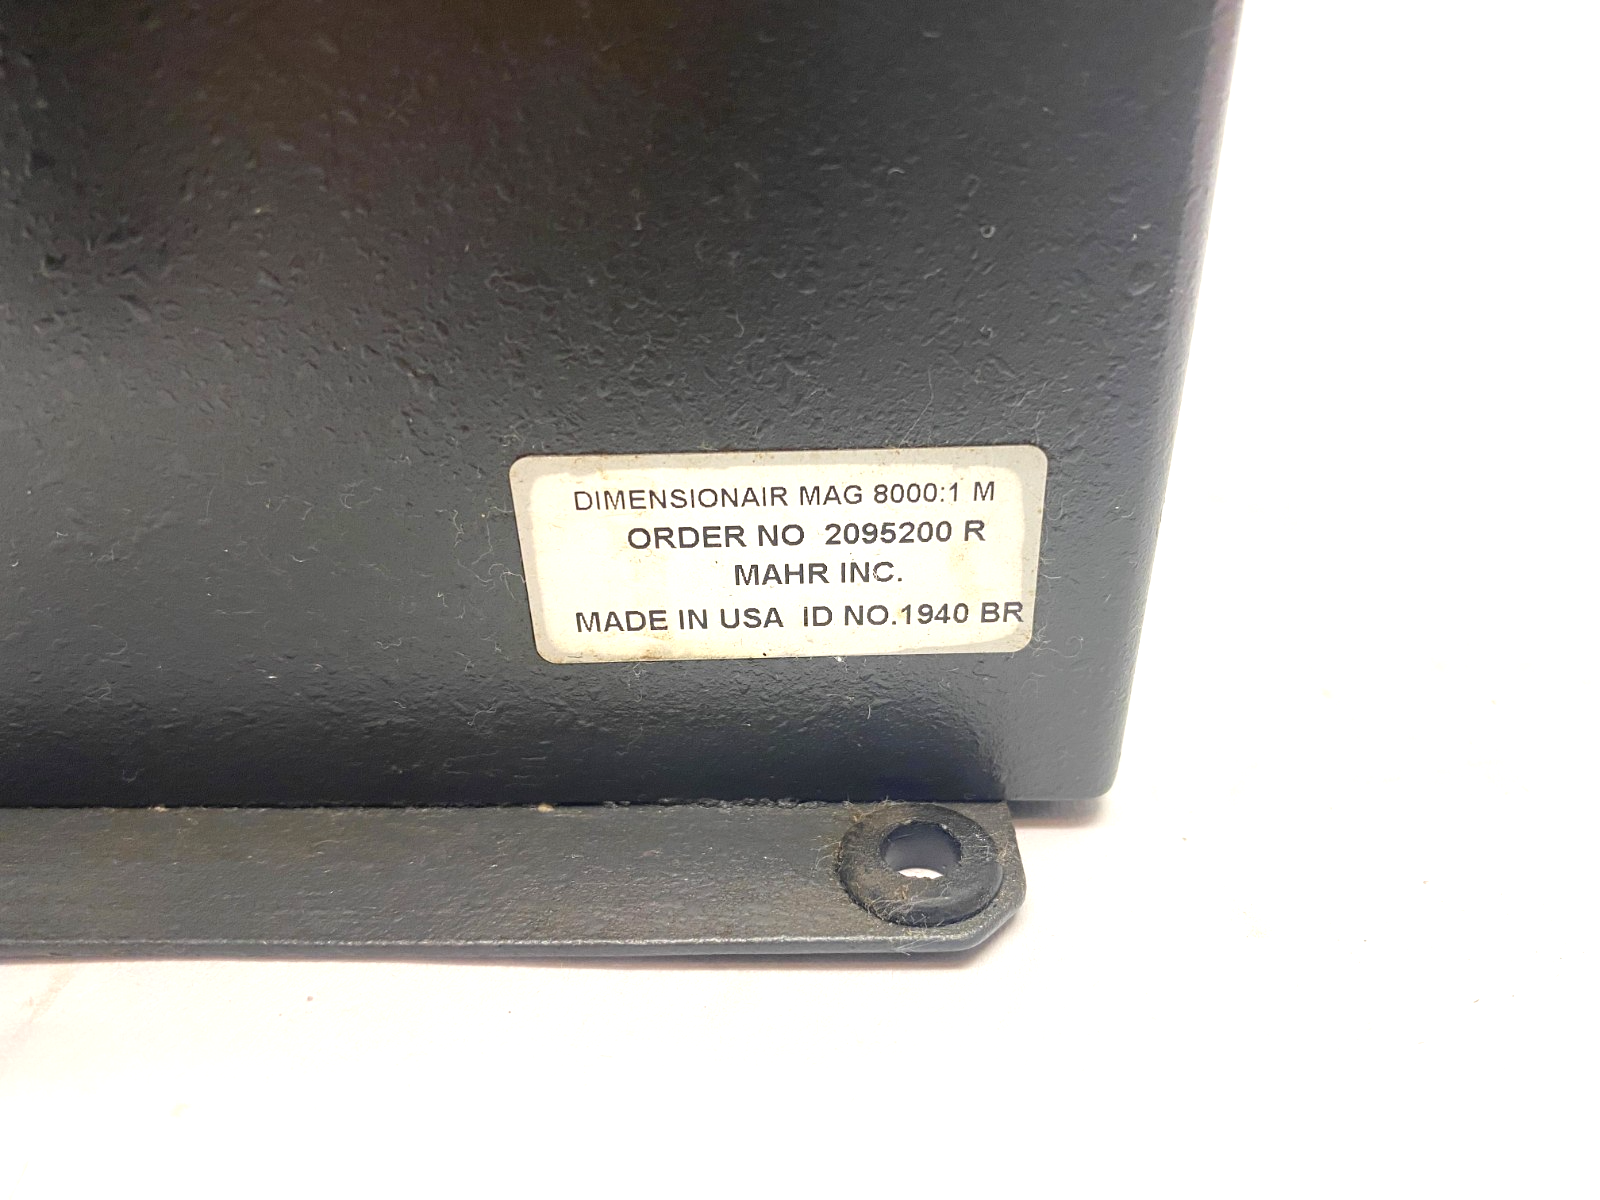 DIMENSIONAIR MAG 8000:1 M
ORDER NO 2095200 R
MAHR INC.
MADE IN USA ID NO.1940 BR